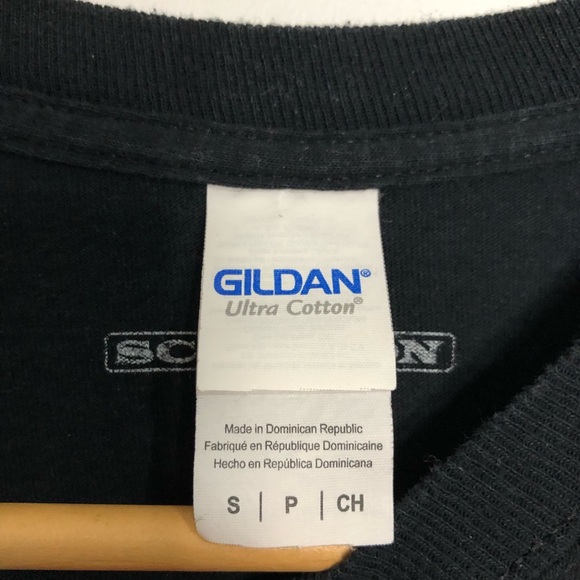 GILDAN®
Ultra Cotton®
Made in Dominican Republic
Fabriqué en République Dominicaine
Hecho en República Dominicana
S | P | CH